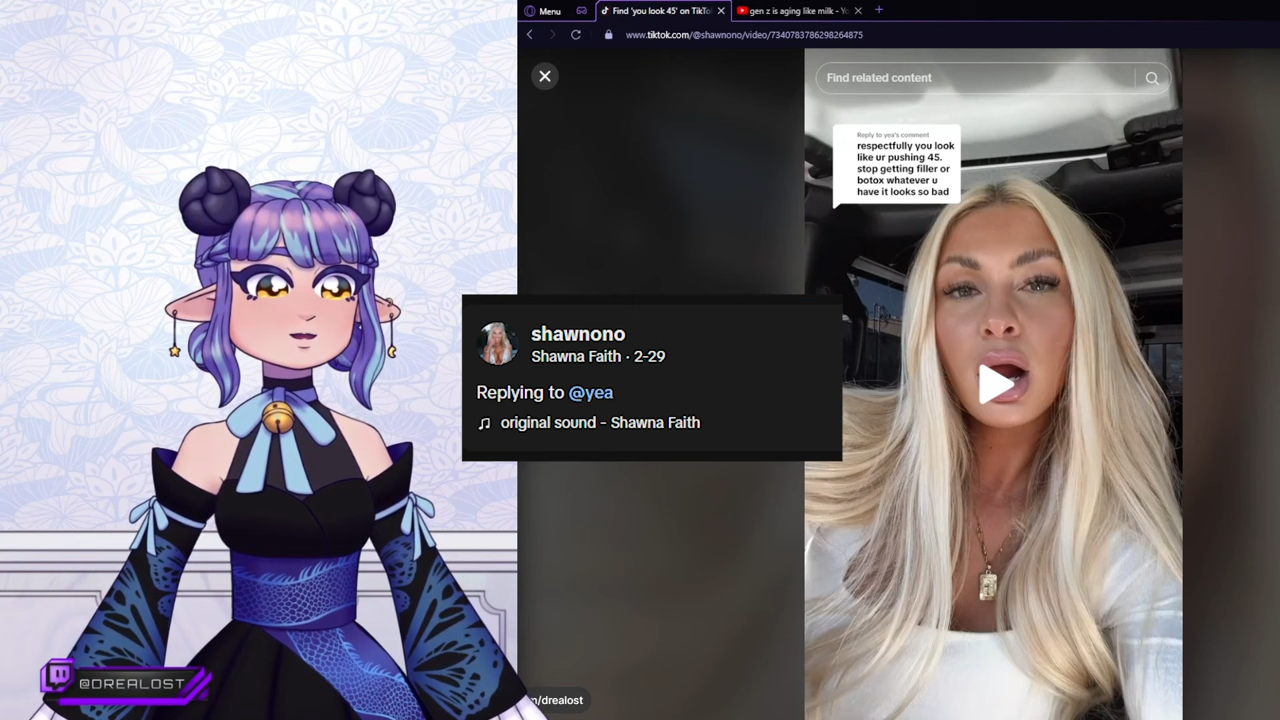 Menu
Find 'you look 45' on TikTo
gen z is aging like milk - Yo
www.tiktok.com/@shawnono/video/7340783786298264875
Find related content
Reply to yea's comment
respectfully you look
like ur pushing 45.
stop getting filler or
botox whatever u
have it looks so bad
shawnono
Shawna Faith · 2-29
Replying to @yea
original sound - Shawna Faith
@DREALOST
n/drealost